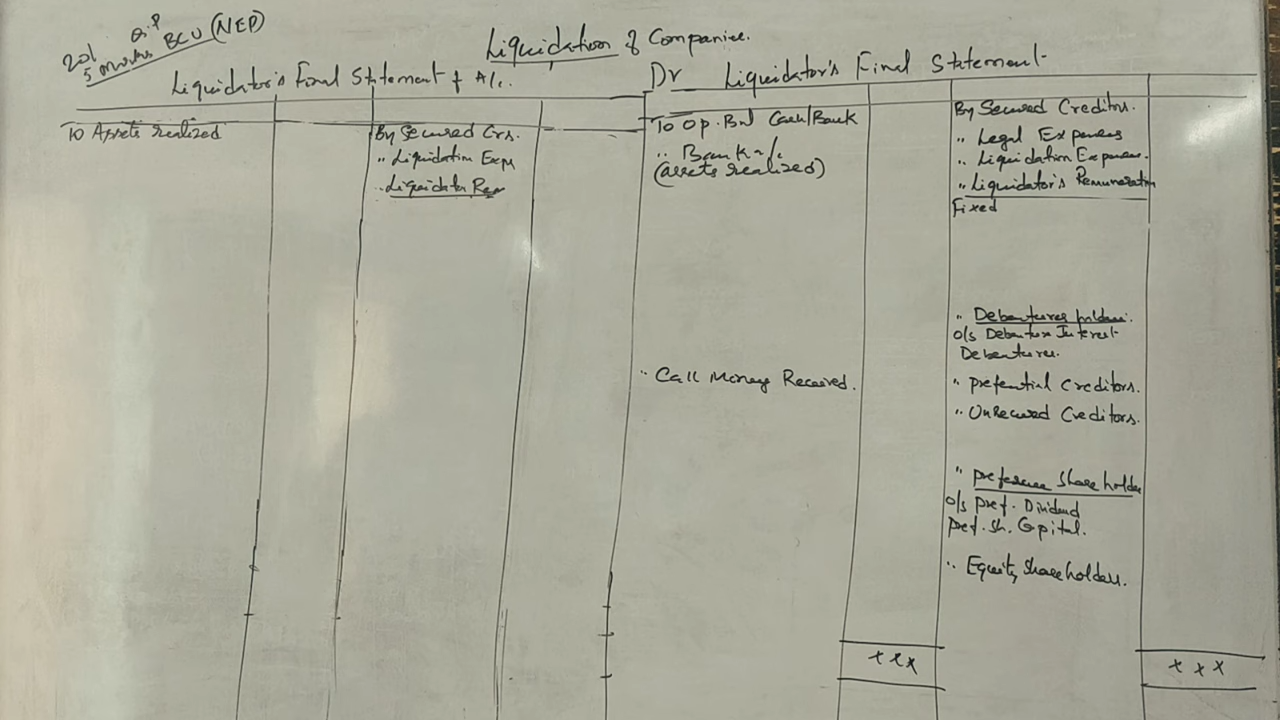 201 Q.P
5 marks BCU (NEP)
Liquidation of Companies.
Liquidator's Final Statement of A/c.
To Assets realized
By Secured Crs.
" Liquidation Exp
" Liquidator Rem
Dr Liquidator's Final Statement.
To Op. Bal Cash/Bank
" Bank a/c
(assets realized)
" Call Money Received.
xxx
By Secured Creditors.
" Legal Expenses
" Liquidation Expenses.
" Liquidator's Remuneration
Fixed
" Debentures holders.
o/s Debenture Interest
Debentures.
" prefential Creditors.
" Unsecured Creditors.
" preference Share holder
o/s pref. Dividend
pref. Sh. Capital.
" Equity Shareholders.
xxx